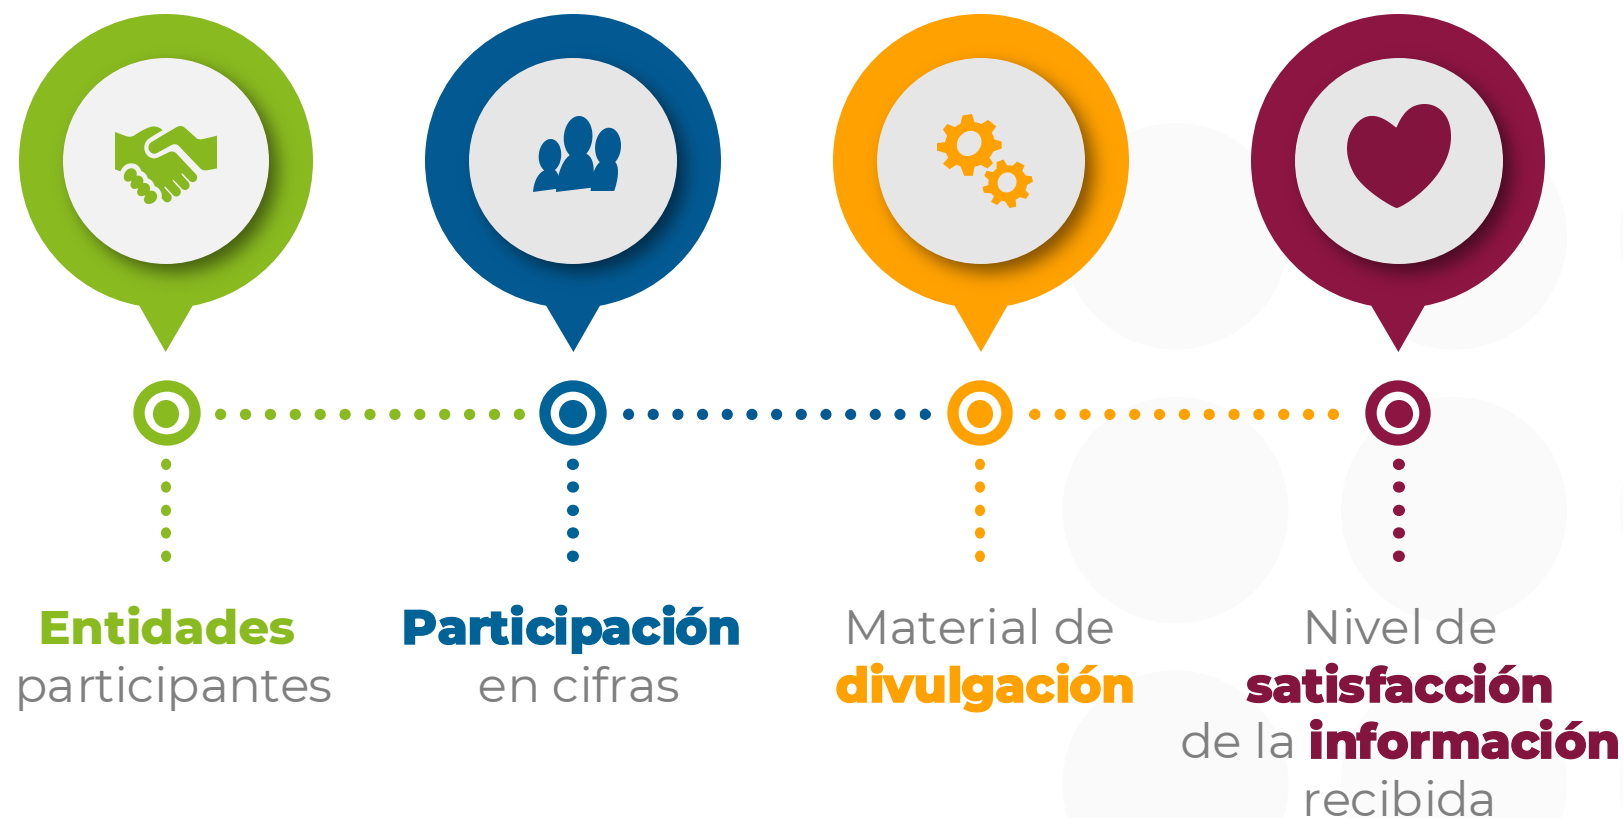 Entidades
participantes
Participación
en cifras
Material de
divulgación
Nivel de
satisfacción
de la información
recibida